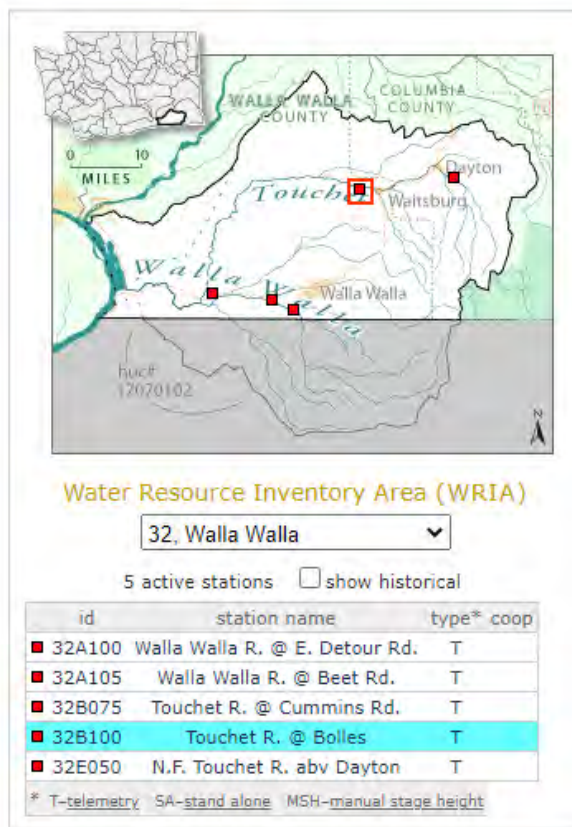 WALLA WALLA
COUNTY
COLUMBIA
COUNTY
0 10
MILES
Dayton
Touchet
Waitsburg
Walla Walla
Walla Walla
huc#
17070102
N
Water Resource Inventory Area (WRIA)
32, Walla Walla
5 active stations show historical
id station name type* coop
32A100 Walla Walla R. @ E. Detour Rd. T
32A105 Walla Walla R. @ Beet Rd. T
32B075 Touchet R. @ Cummins Rd. T
32B100 Touchet R. @ Bolles T
32E050 N.F. Touchet R. abv Dayton T
* T-telemetry SA-stand alone MSH-manual stage height